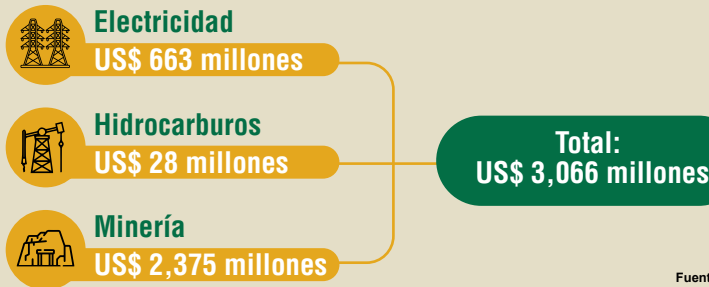 Electricidad
US$ 663 millones
Hidrocarburos
US$ 28 millones
Minería
US$ 2,375 millones
Total:
US$ 3,066 millones